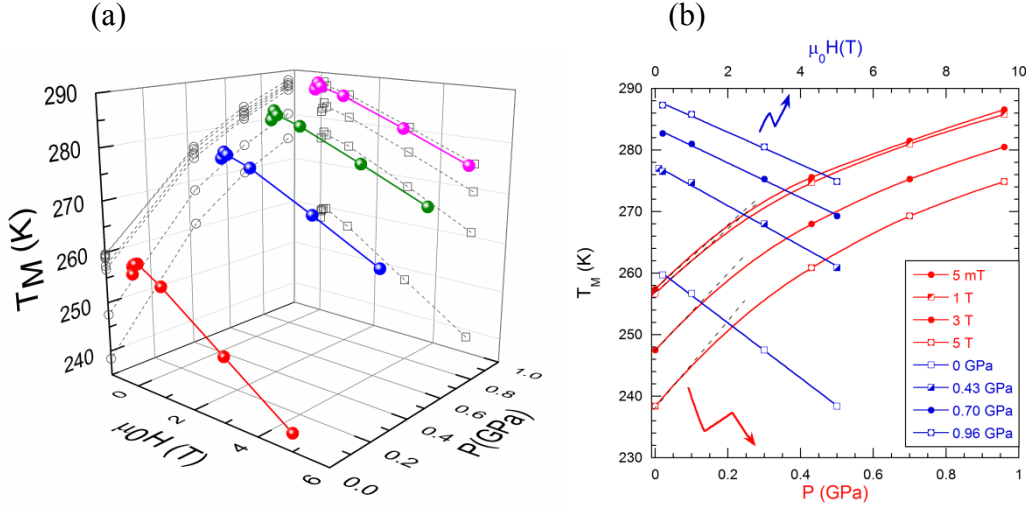 (a)
290
280
270
260
250
240
T_M (K)
0
2
4
6
μ0H (T)
0.0
0.2
0.4
0.6
0.8
1.0
P(GPa)
(b)
μ₀H(T)
0 2 4 6 8 10
290
280
270
260
250
240
230
T_M (K)
0 0.2 0.4 0.6 0.8 1
P (GPa)
5 mT
1 T
3 T
5 T
0 GPa
0.43 GPa
0.70 GPa
0.96 GPa